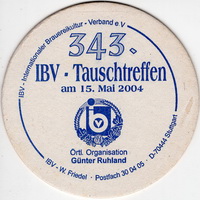 IBV - Internationaler Brauereikultur - Verband e.V
343.
IBV - Tauschtreffen
am 15. Mai 2004
ibv
Örtl. Organisation
Günter Ruhland
IBV - W. Friedel · Postfach 30 04 05 · D-70444 Stuttgart